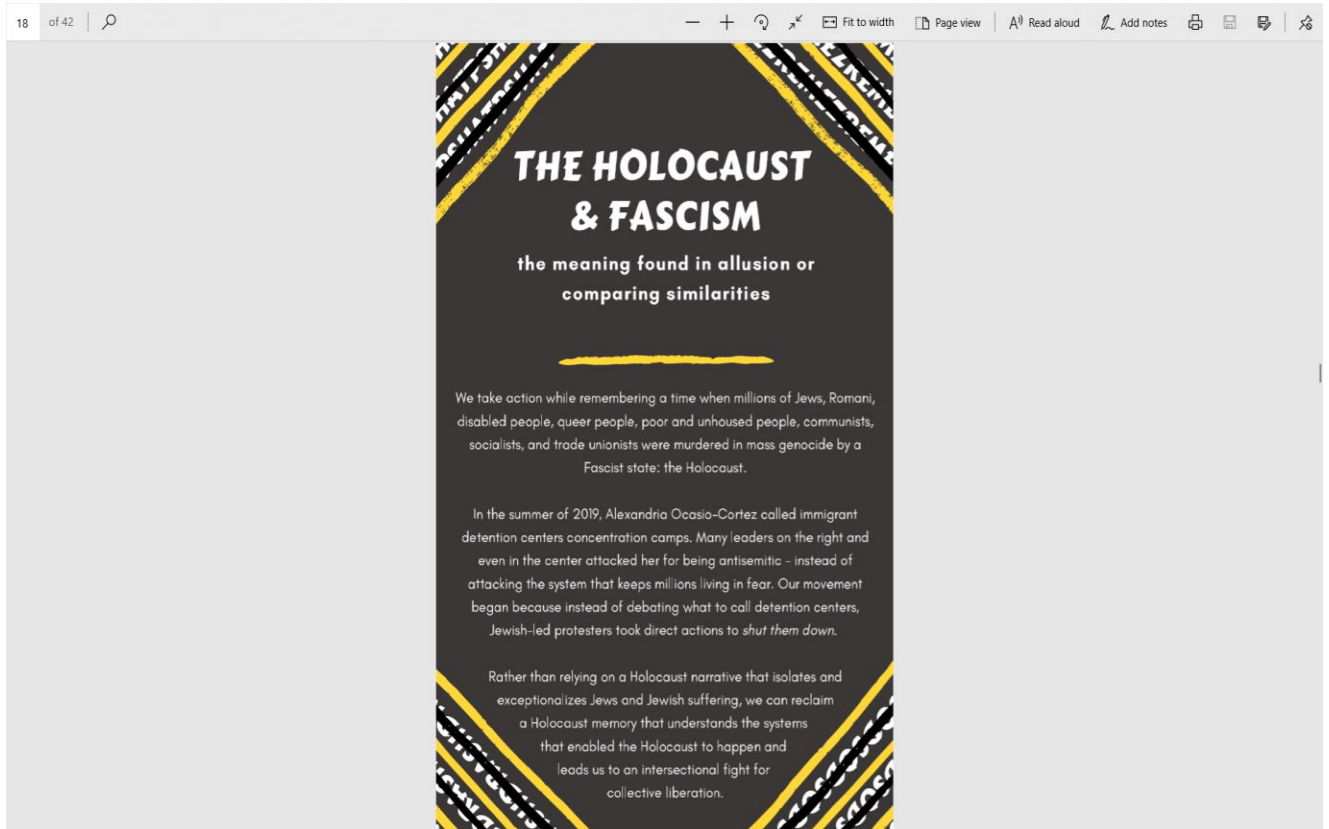 18 of 42 Fit to width Page view Read aloud Add notes
THE HOLOCAUST
& FASCISM
the meaning found in allusion or
comparing similarities
We take action while remembering a time when millions of Jews, Romani,
disabled people, queer people, poor and unhoused people, communists,
socialists, and trade unionists were murdered in mass genocide by a
Fascist state: the Holocaust.
In the summer of 2019, Alexandria Ocasio-Cortez called immigrant
detention centers concentration camps. Many leaders on the right and
even in the center attacked her for being antisemitic - instead of
attacking the system that keeps millions living in fear. Our movement
began because instead of debating what to call detention centers,
Jewish-led protesters took direct actions to shut them down.
Rather than relying on a Holocaust narrative that isolates and
exceptionalizes Jews and Jewish suffering, we can reclaim
a Holocaust memory that understands the systems
that enabled the Holocaust to happen and
leads us to an intersectional fight for
collective liberation.